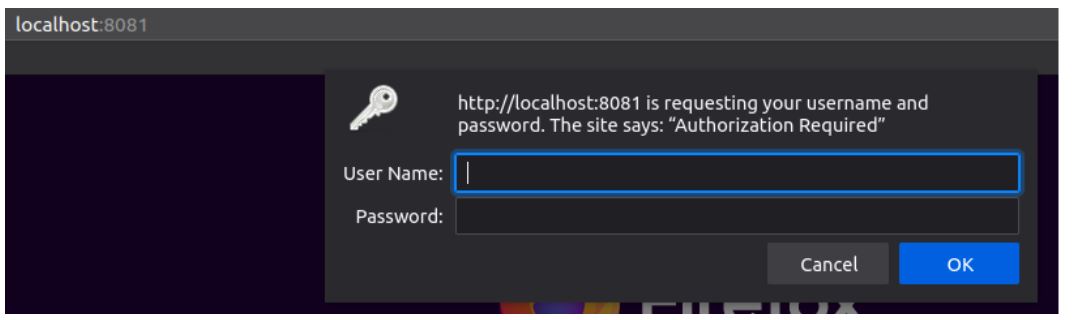 localhost:8081
http://localhost:8081 is requesting your username and
password. The site says: “Authorization Required”
User Name:
Password:
Cancel OK
Firefox